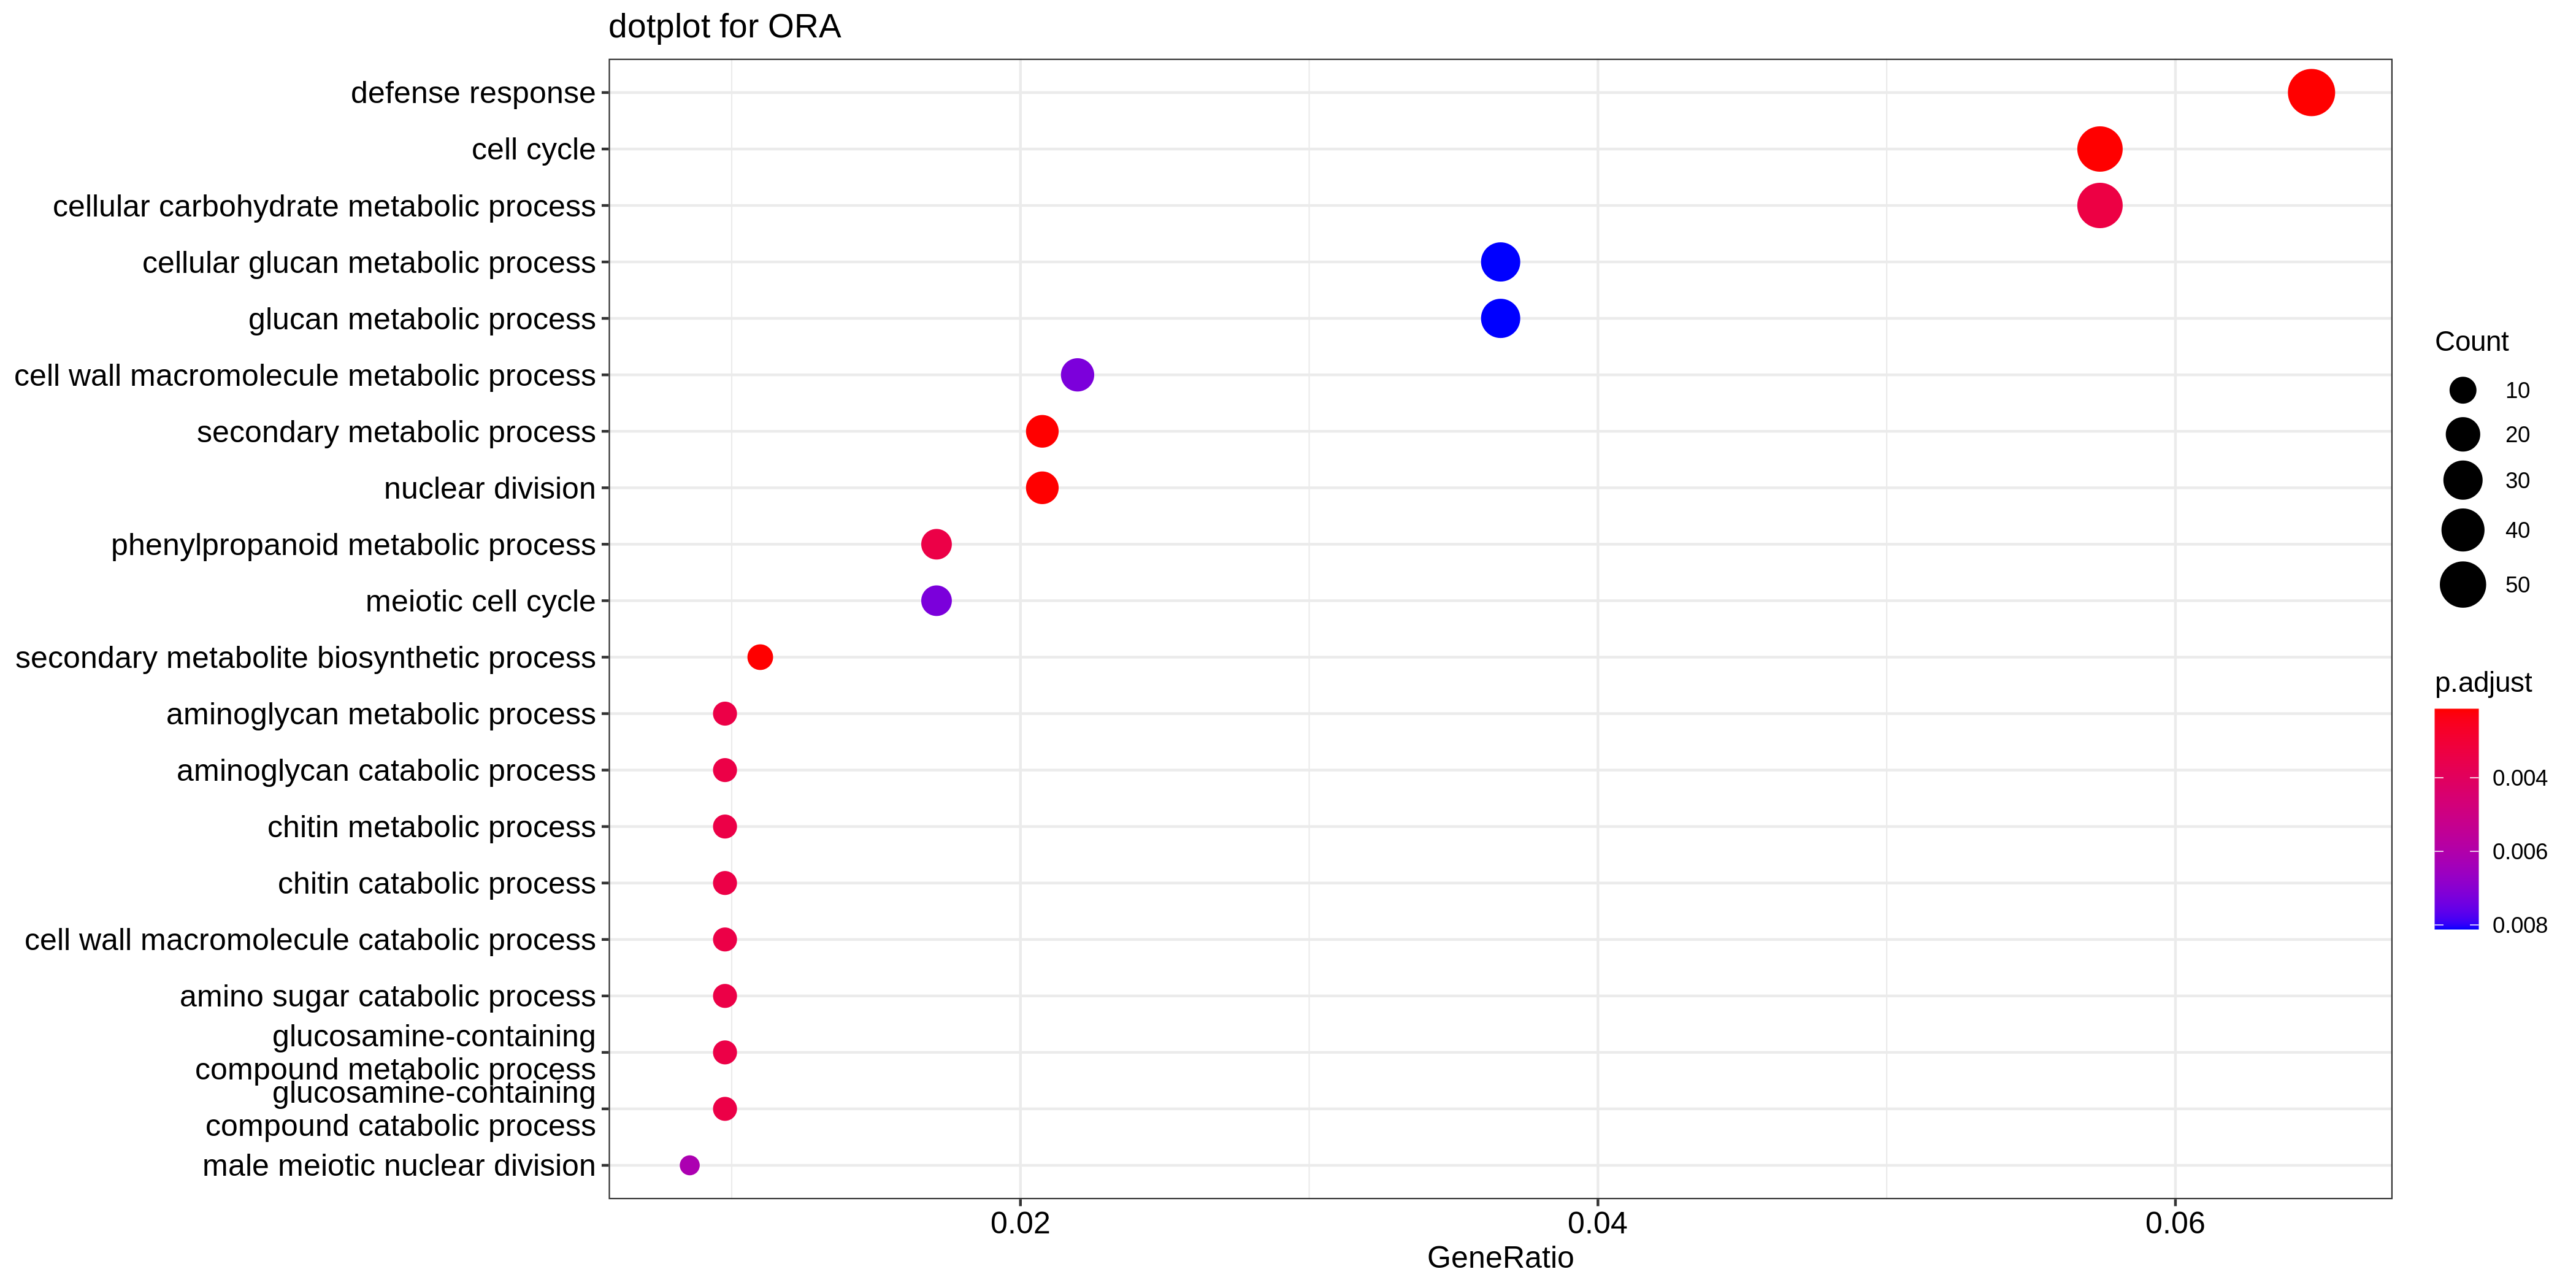 dotplot for ORA
defense response
cell cycle
cellular carbohydrate metabolic process
cellular glucan metabolic process
glucan metabolic process
cell wall macromolecule metabolic process
secondary metabolic process
nuclear division
phenylpropanoid metabolic process
meiotic cell cycle
secondary metabolite biosynthetic process
aminoglycan metabolic process
aminoglycan catabolic process
chitin metabolic process
chitin catabolic process
cell wall macromolecule catabolic process
amino sugar catabolic process
glucosamine-containing
compound metabolic process
glucosamine-containing
compound catabolic process
male meiotic nuclear division
0.02
0.04
0.06
GeneRatio
Count
10
20
30
40
50
p.adjust
0.004
0.006
0.008